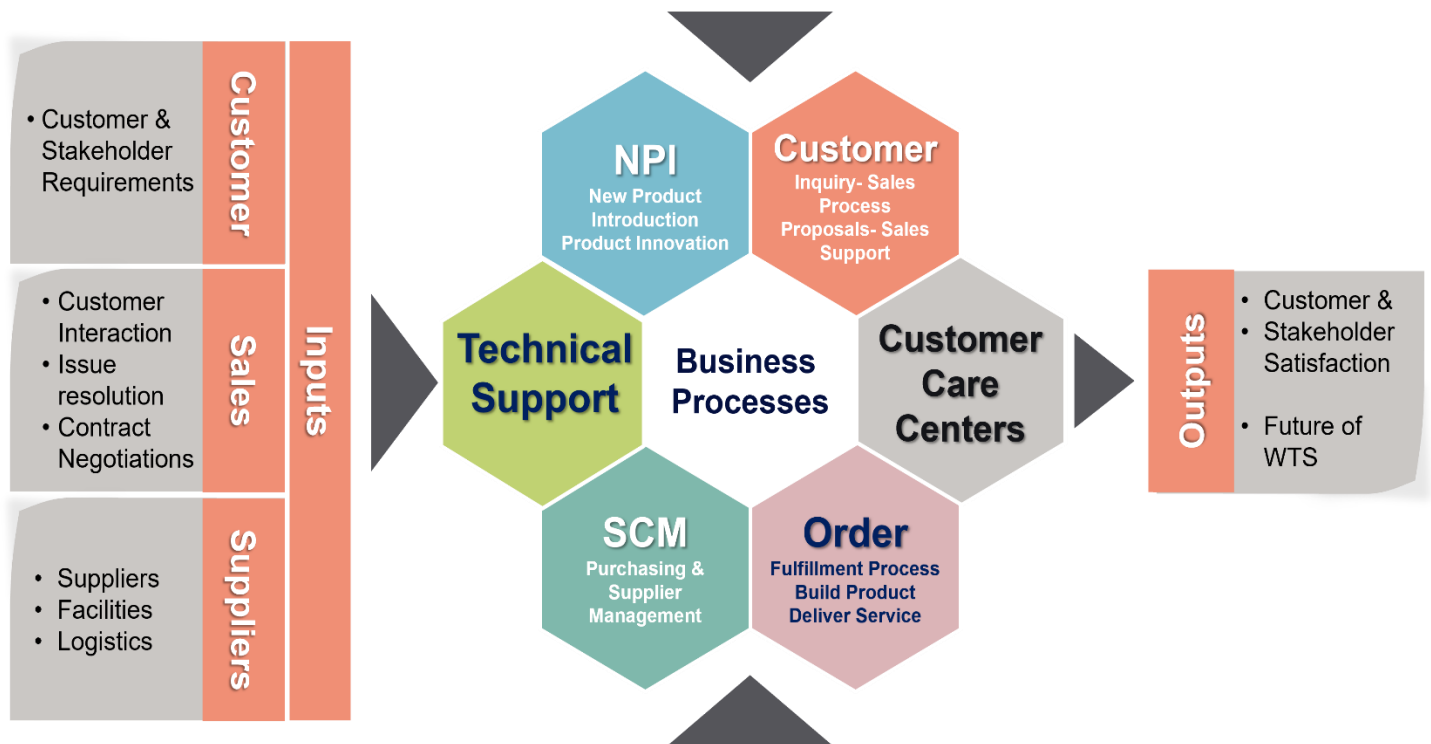 Inputs
Customer
• Customer &
Stakeholder
Requirements
Sales
• Customer
Interaction
• Issue
resolution
• Contract
Negotiations
Suppliers
• Suppliers
• Facilities
• Logistics
NPI
New Product
Introduction
Product Innovation
Customer
Inquiry- Sales
Process
Proposals- Sales
Support
Technical
Support
Business
Processes
Customer
Care
Centers
SCM
Purchasing &
Supplier
Management
Order
Fulfillment Process
Build Product
Deliver Service
Outputs
• Customer &
• Stakeholder
Satisfaction
• Future of
WTS